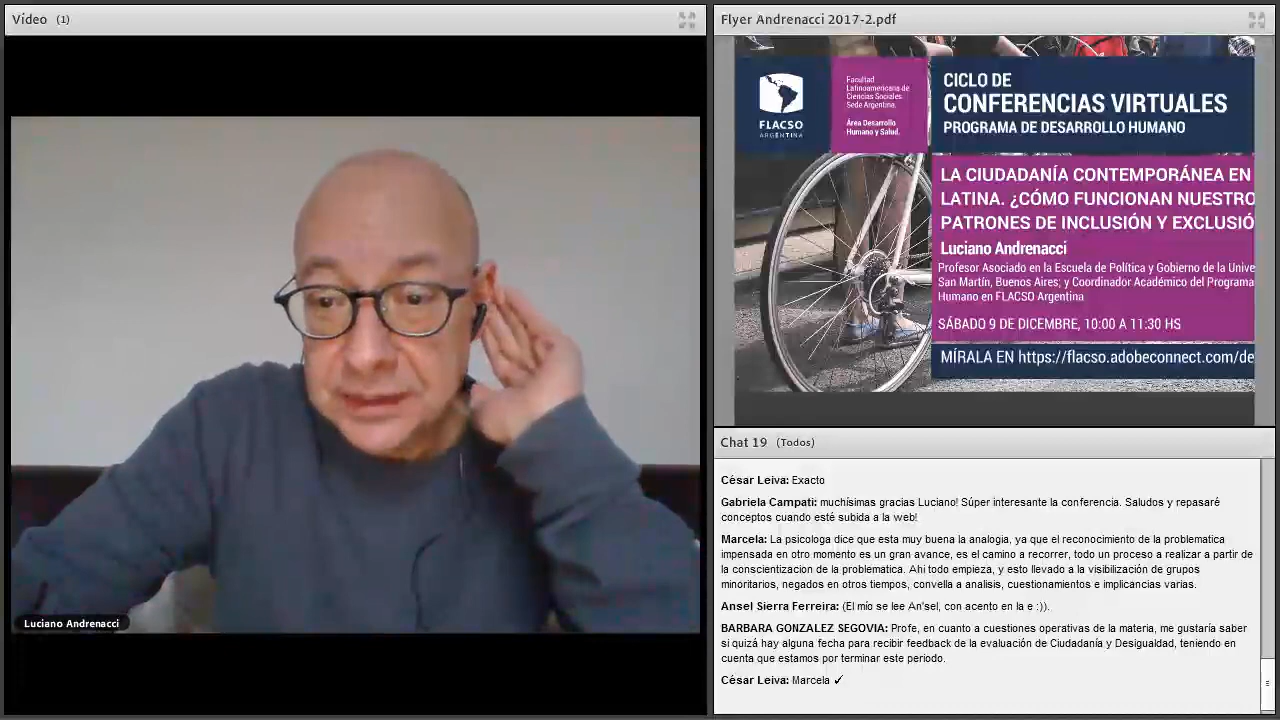 Vídeo (1)
Luciano Andrenacci
Flyer Andrenacci 2017-2.pdf
FLACSO
ARGENTINA
Facultad
Latinoamericana de
Ciencias Sociales.
Sede Argentina.
Área Desarrollo
Humano y Salud.
CICLO DE
CONFERENCIAS VIRTUALES
PROGRAMA DE DESARROLLO HUMANO
LA CIUDADANÍA CONTEMPORÁNEA EN
LATINA. ¿CÓMO FUNCIONAN NUESTRO
PATRONES DE INCLUSIÓN Y EXCLUSIÓ
Luciano Andrenacci
Profesor Asociado en la Escuela de Política y Gobierno de la Unive
San Martín, Buenos Aires; y Coordinador Académico del Programa
Humano en FLACSO Argentina
SÁBADO 9 DE DICEMBRE, 10:00 A 11:30 HS
MÍRALA EN https://flacso.adobeconnect.com/de
Chat 19 (Todos)
César Leiva: Exacto
Gabriela Campati: muchísimas gracias Luciano! Súper interesante la conferencia. Saludos y repasaré
conceptos cuando esté subida a la web!
Marcela: La psicologa dice que esta muy buena la analogia, ya que el reconocimiento de la problematica
impensada en otro momento es un gran avance, es el camino a recorrer, todo un proceso a realizar a partir de
la conscientizacion de la problemática. Ahi todo empieza, y esto llevado a la visibilización de grupos
minoritarios, negados en otros tiempos, convella a analisis, cuestionamientos e implicancias varias.
Ansel Sierra Ferreira: (El mío se lee An'sel, con acento en la e :)).
BARBARA GONZALEZ SEGOVIA: Profe, en cuanto a cuestiones operativas de la materia, me gustaría saber
si quizá hay alguna fecha para recibir feedback de la evaluación de Ciudadanía y Desigualdad, teniendo en
cuenta que estamos por terminar este periodo.
César Leiva: Marcela ✓